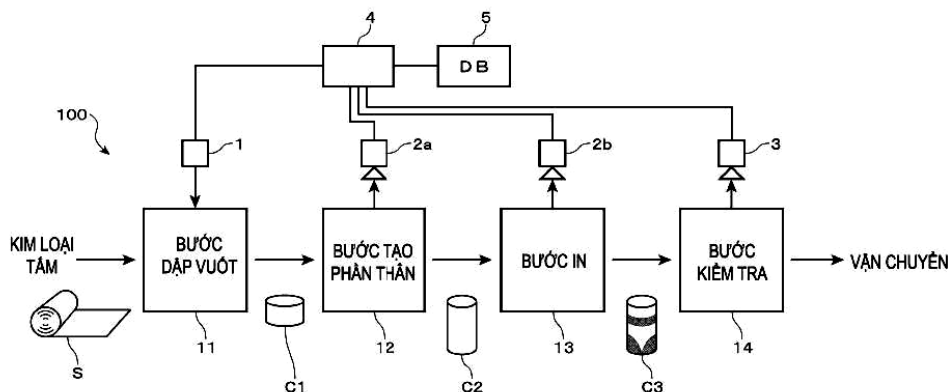 4
5
DB
100
1
2a
2b
3
KIM LOẠI
TẤM
BƯỚC
DẬP VUỐT
BƯỚC TẠO
PHẦN THÂN
BƯỚC IN
BƯỚC
KIỂM TRA
VẬN CHUYỂN
S
11
C1
12
C2
13
C3
14